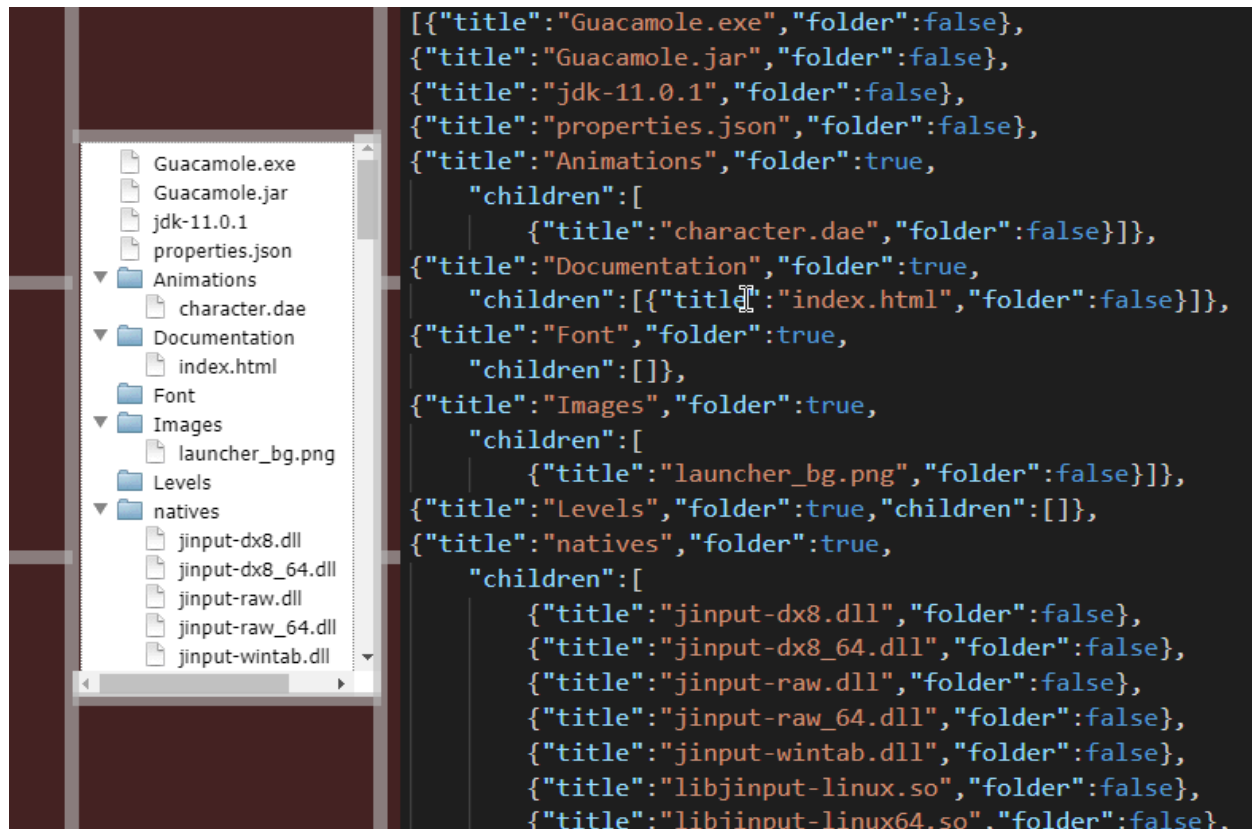 Guacamole.exe
Guacamole.jar
jdk-11.0.1
properties.json
Animations
character.dae
Documentation
index.html
Font
Images
launcher_bg.png
Levels
natives
jinput-dx8.dll
jinput-dx8_64.dll
jinput-raw.dll
jinput-raw_64.dll
jinput-wintab.dll
[{"title":"Guacamole.exe","folder":false},
{"title":"Guacamole.jar","folder":false},
{"title":"jdk-11.0.1","folder":false},
{"title":"properties.json","folder":false},
{"title":"Animations","folder":true,
"children":[
{"title":"character.dae","folder":false}]},
{"title":"Documentation","folder":true,
"children":[{"title":"index.html","folder":false}]},
{"title":"Font","folder":true,
"children":[]},
{"title":"Images","folder":true,
"children":[
{"title":"launcher_bg.png","folder":false}]},
{"title":"Levels","folder":true,"children":[]},
{"title":"natives","folder":true,
"children":[
{"title":"jinput-dx8.dll","folder":false},
{"title":"jinput-dx8_64.dll","folder":false},
{"title":"jinput-raw.dll","folder":false},
{"title":"jinput-raw_64.dll","folder":false},
{"title":"jinput-wintab.dll","folder":false},
{"title":"libjinput-linux.so","folder":false},
{"title":"libjinput-linux64.so","folder":false},